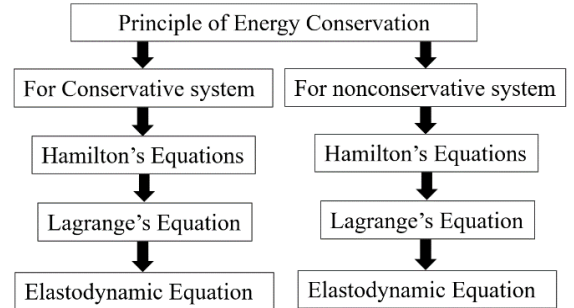 Principle of Energy Conservation
For Conservative system
For nonconservative system
Hamilton's Equations
Hamilton's Equations
Lagrange's Equation
Lagrange's Equation
Elastodynamic Equation
Elastodynamic Equation